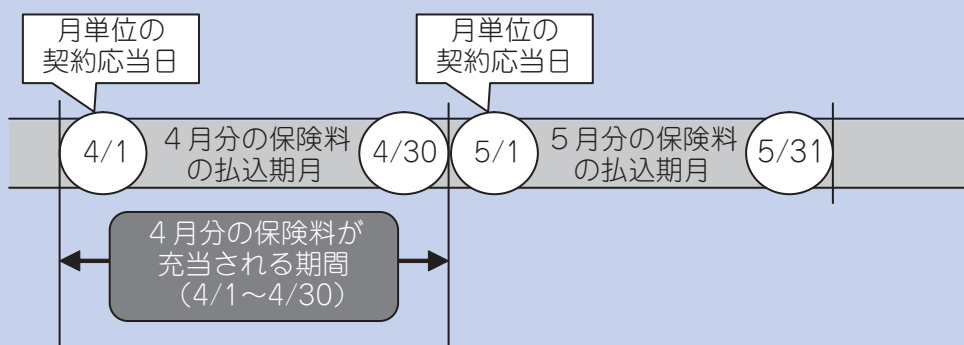 月単位の
契約応当日
月単位の
契約応当日
4/1
４月分の保険料
の払込期月
4/30
5/1
５月分の保険料
の払込期月
5/31
４月分の保険料が
充当される期間
（4/1～4/30）